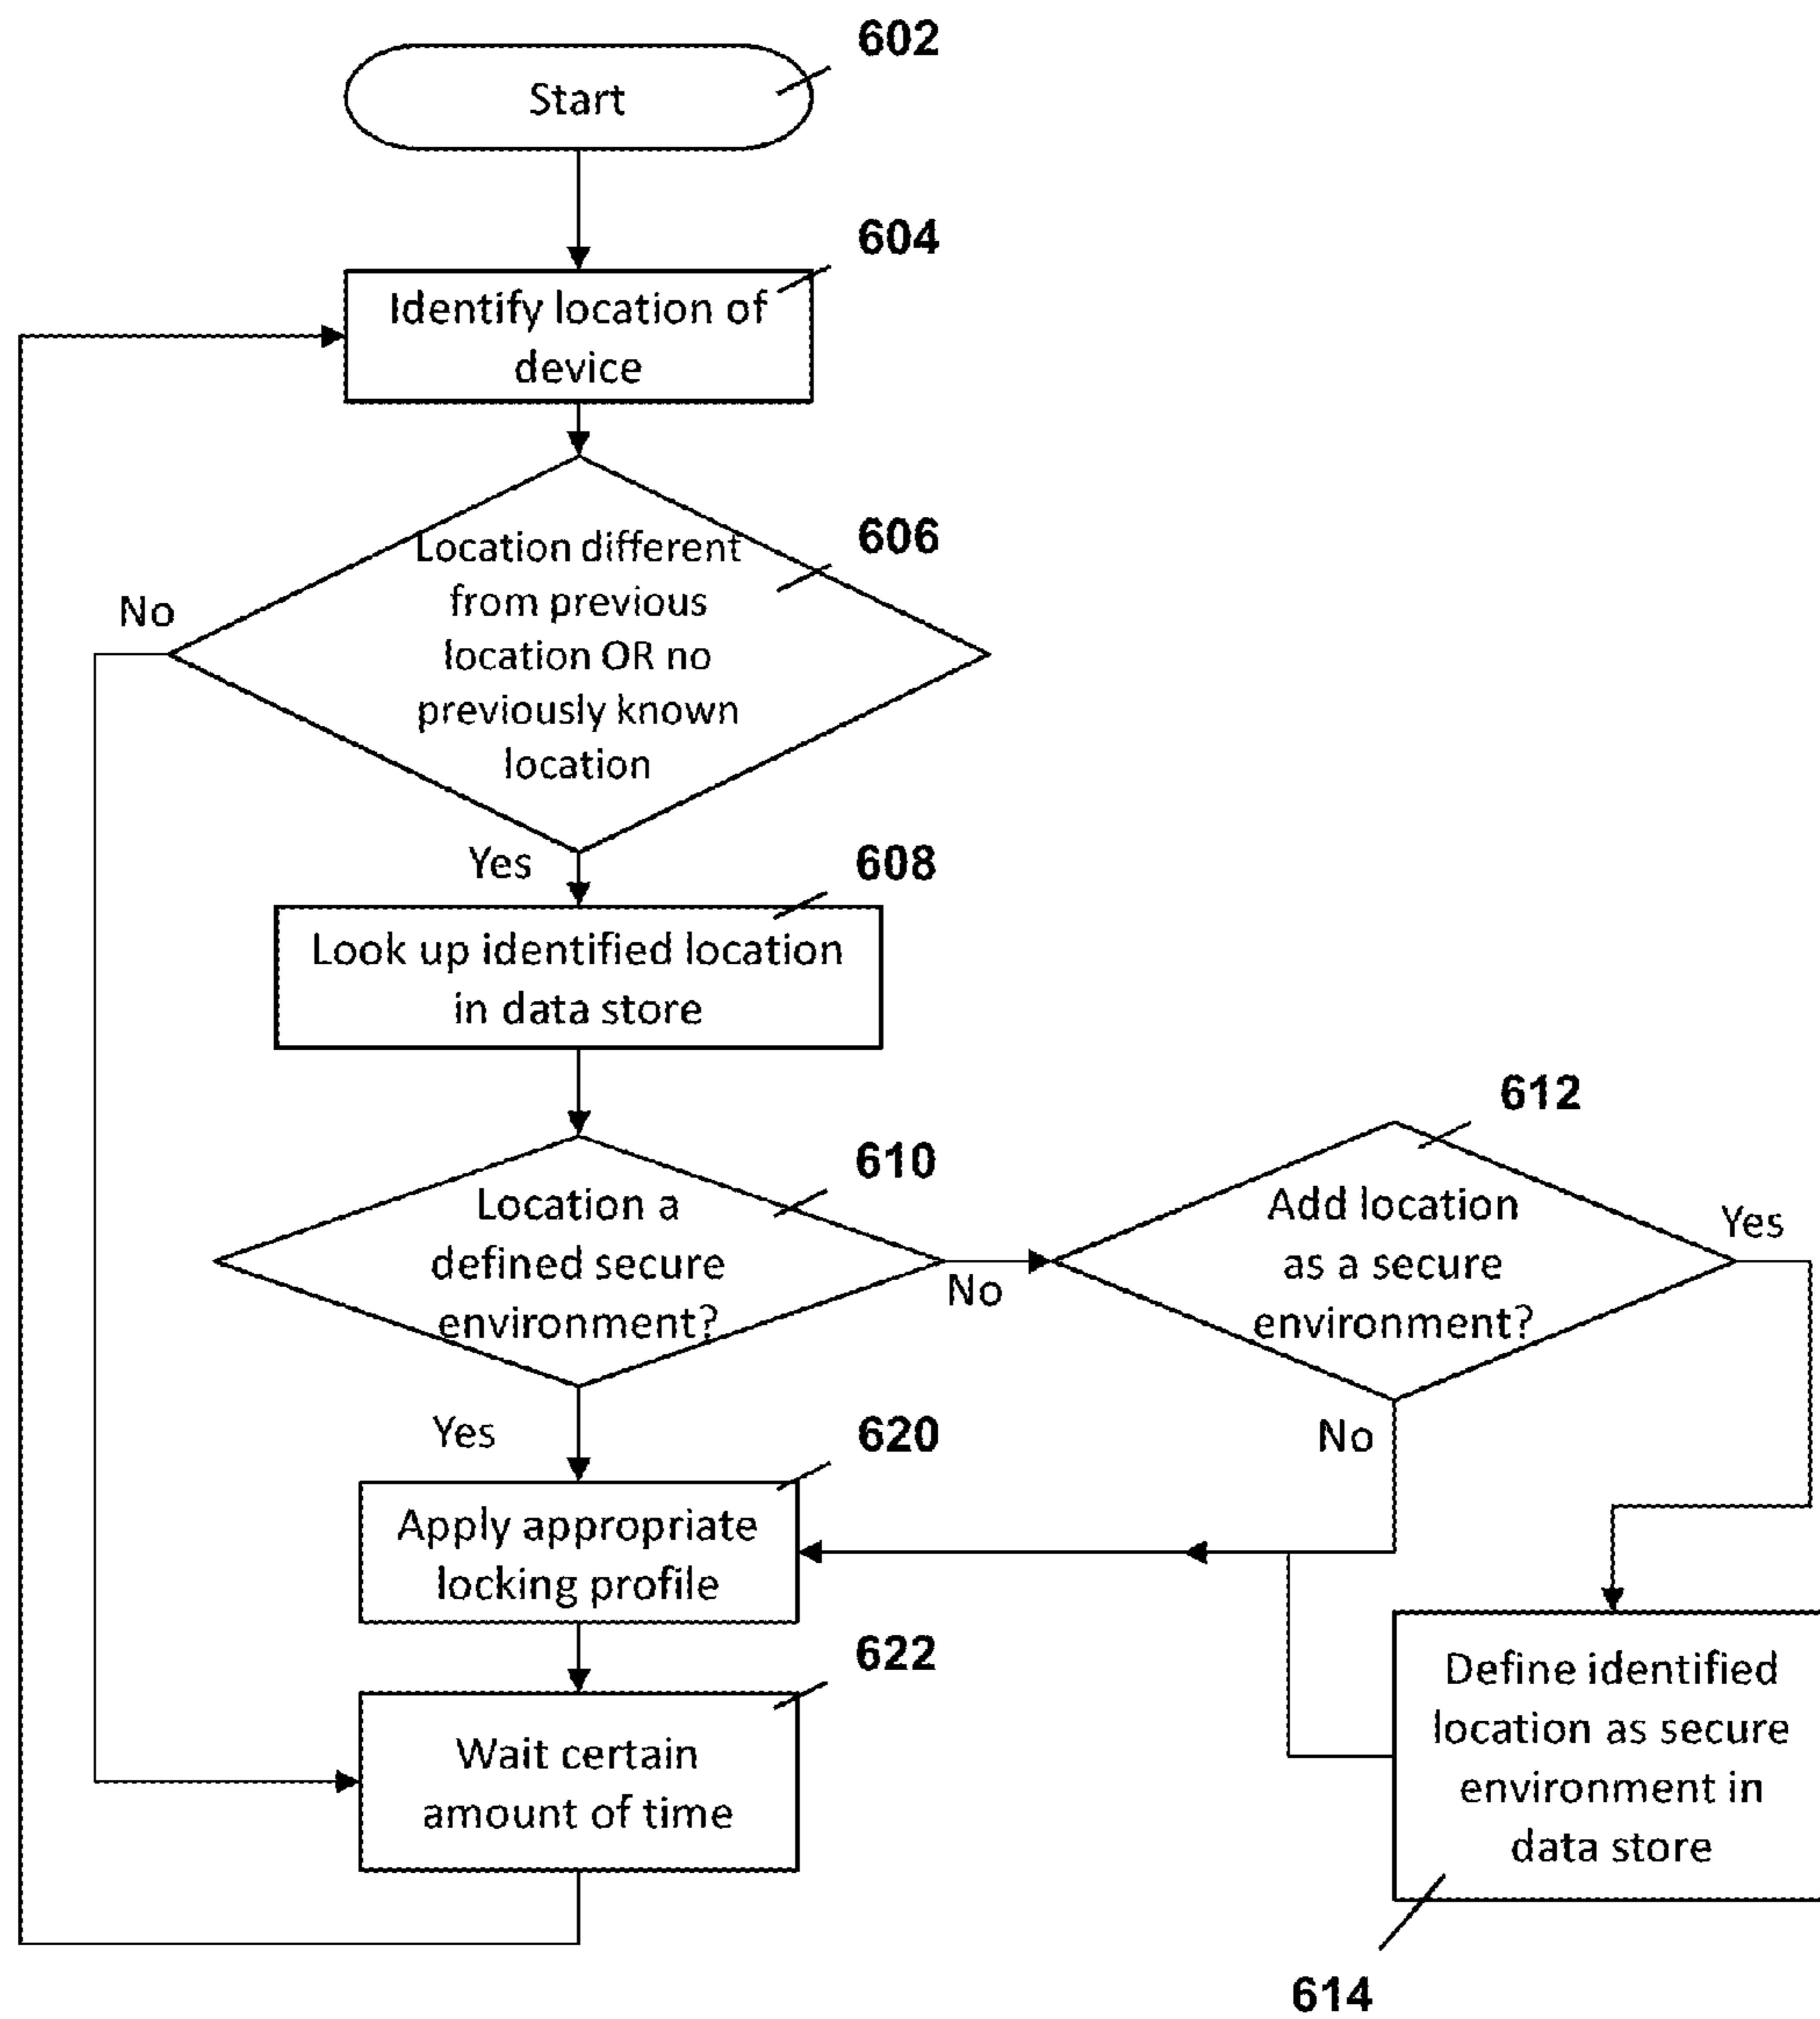 602
Start
604
Identify location of
device
606
Location different
from previous
location OR no
previously known
location
No
Yes
608
Look up identified location
in data store
610
Location a
defined secure
environment?
No
612
Add location
as a secure
environment?
Yes
Yes
No
620
Apply appropriate
locking profile
622
Wait certain
amount of time
Define identified
location as secure
environment in
data store
614